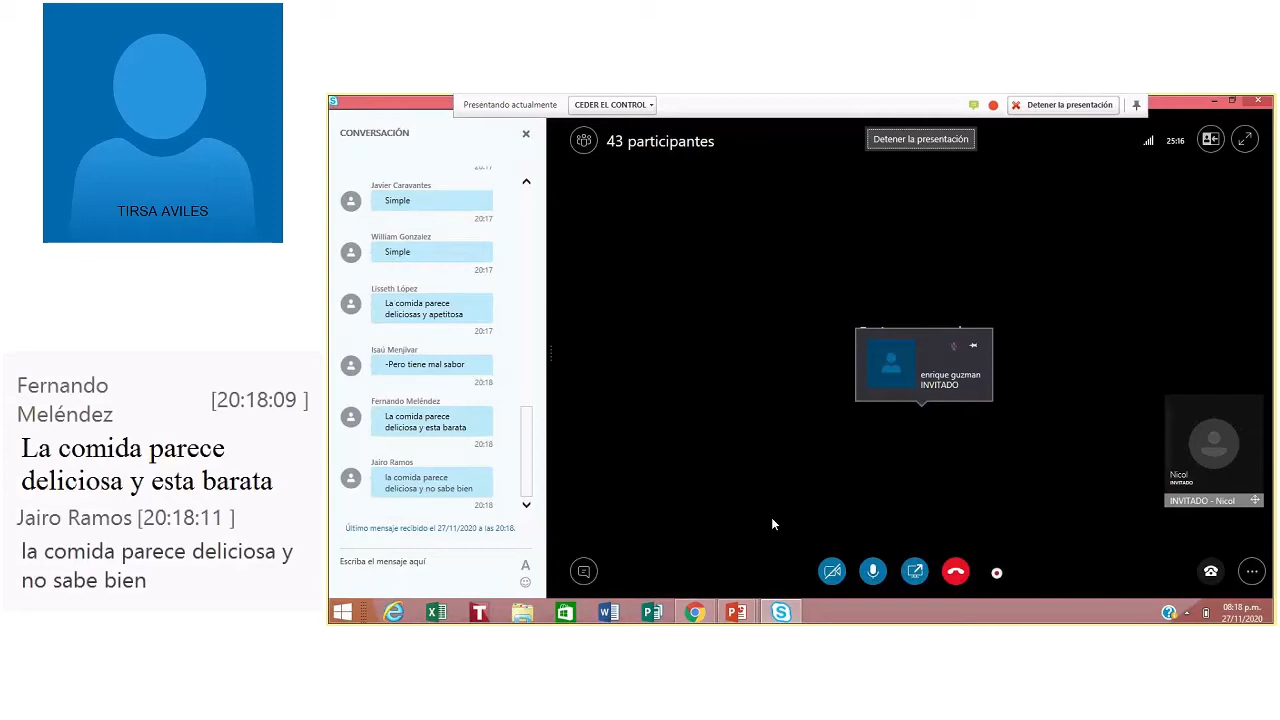 TIRSA AVILES
Fernando
Meléndez
[20:18:09 ]
La comida parece
deliciosa y esta barata
Jairo Ramos [20:18:11 ]
la comida parece deliciosa y
no sabe bien
Presentando actualmente
CEDER EL CONTROL
Detener la presentación
CONVERSACIÓN
20:17
Javier Caravantes
Simple
20:17
William Gonzalez
Simple
20:17
Lisseth López
La comida parece
deliciosas y apetitosa
20:17
Isaú Menjívar
-Pero tiene mal sabor
20:18
Fernando Meléndez
La comida parece
deliciosa y esta barata
20:18
Jairo Ramos
la comida parece
deliciosa y no sabe bien
20:18
Último mensaje recibido el 27/11/2020 a las 20:18.
Escriba el mensaje aquí
43 participantes
Detener la presentación
25:16
enrique guzman
INVITADO
Nicol
INVITADO
INVITADO - Nicol
08:18 p.m.
27/11/2020